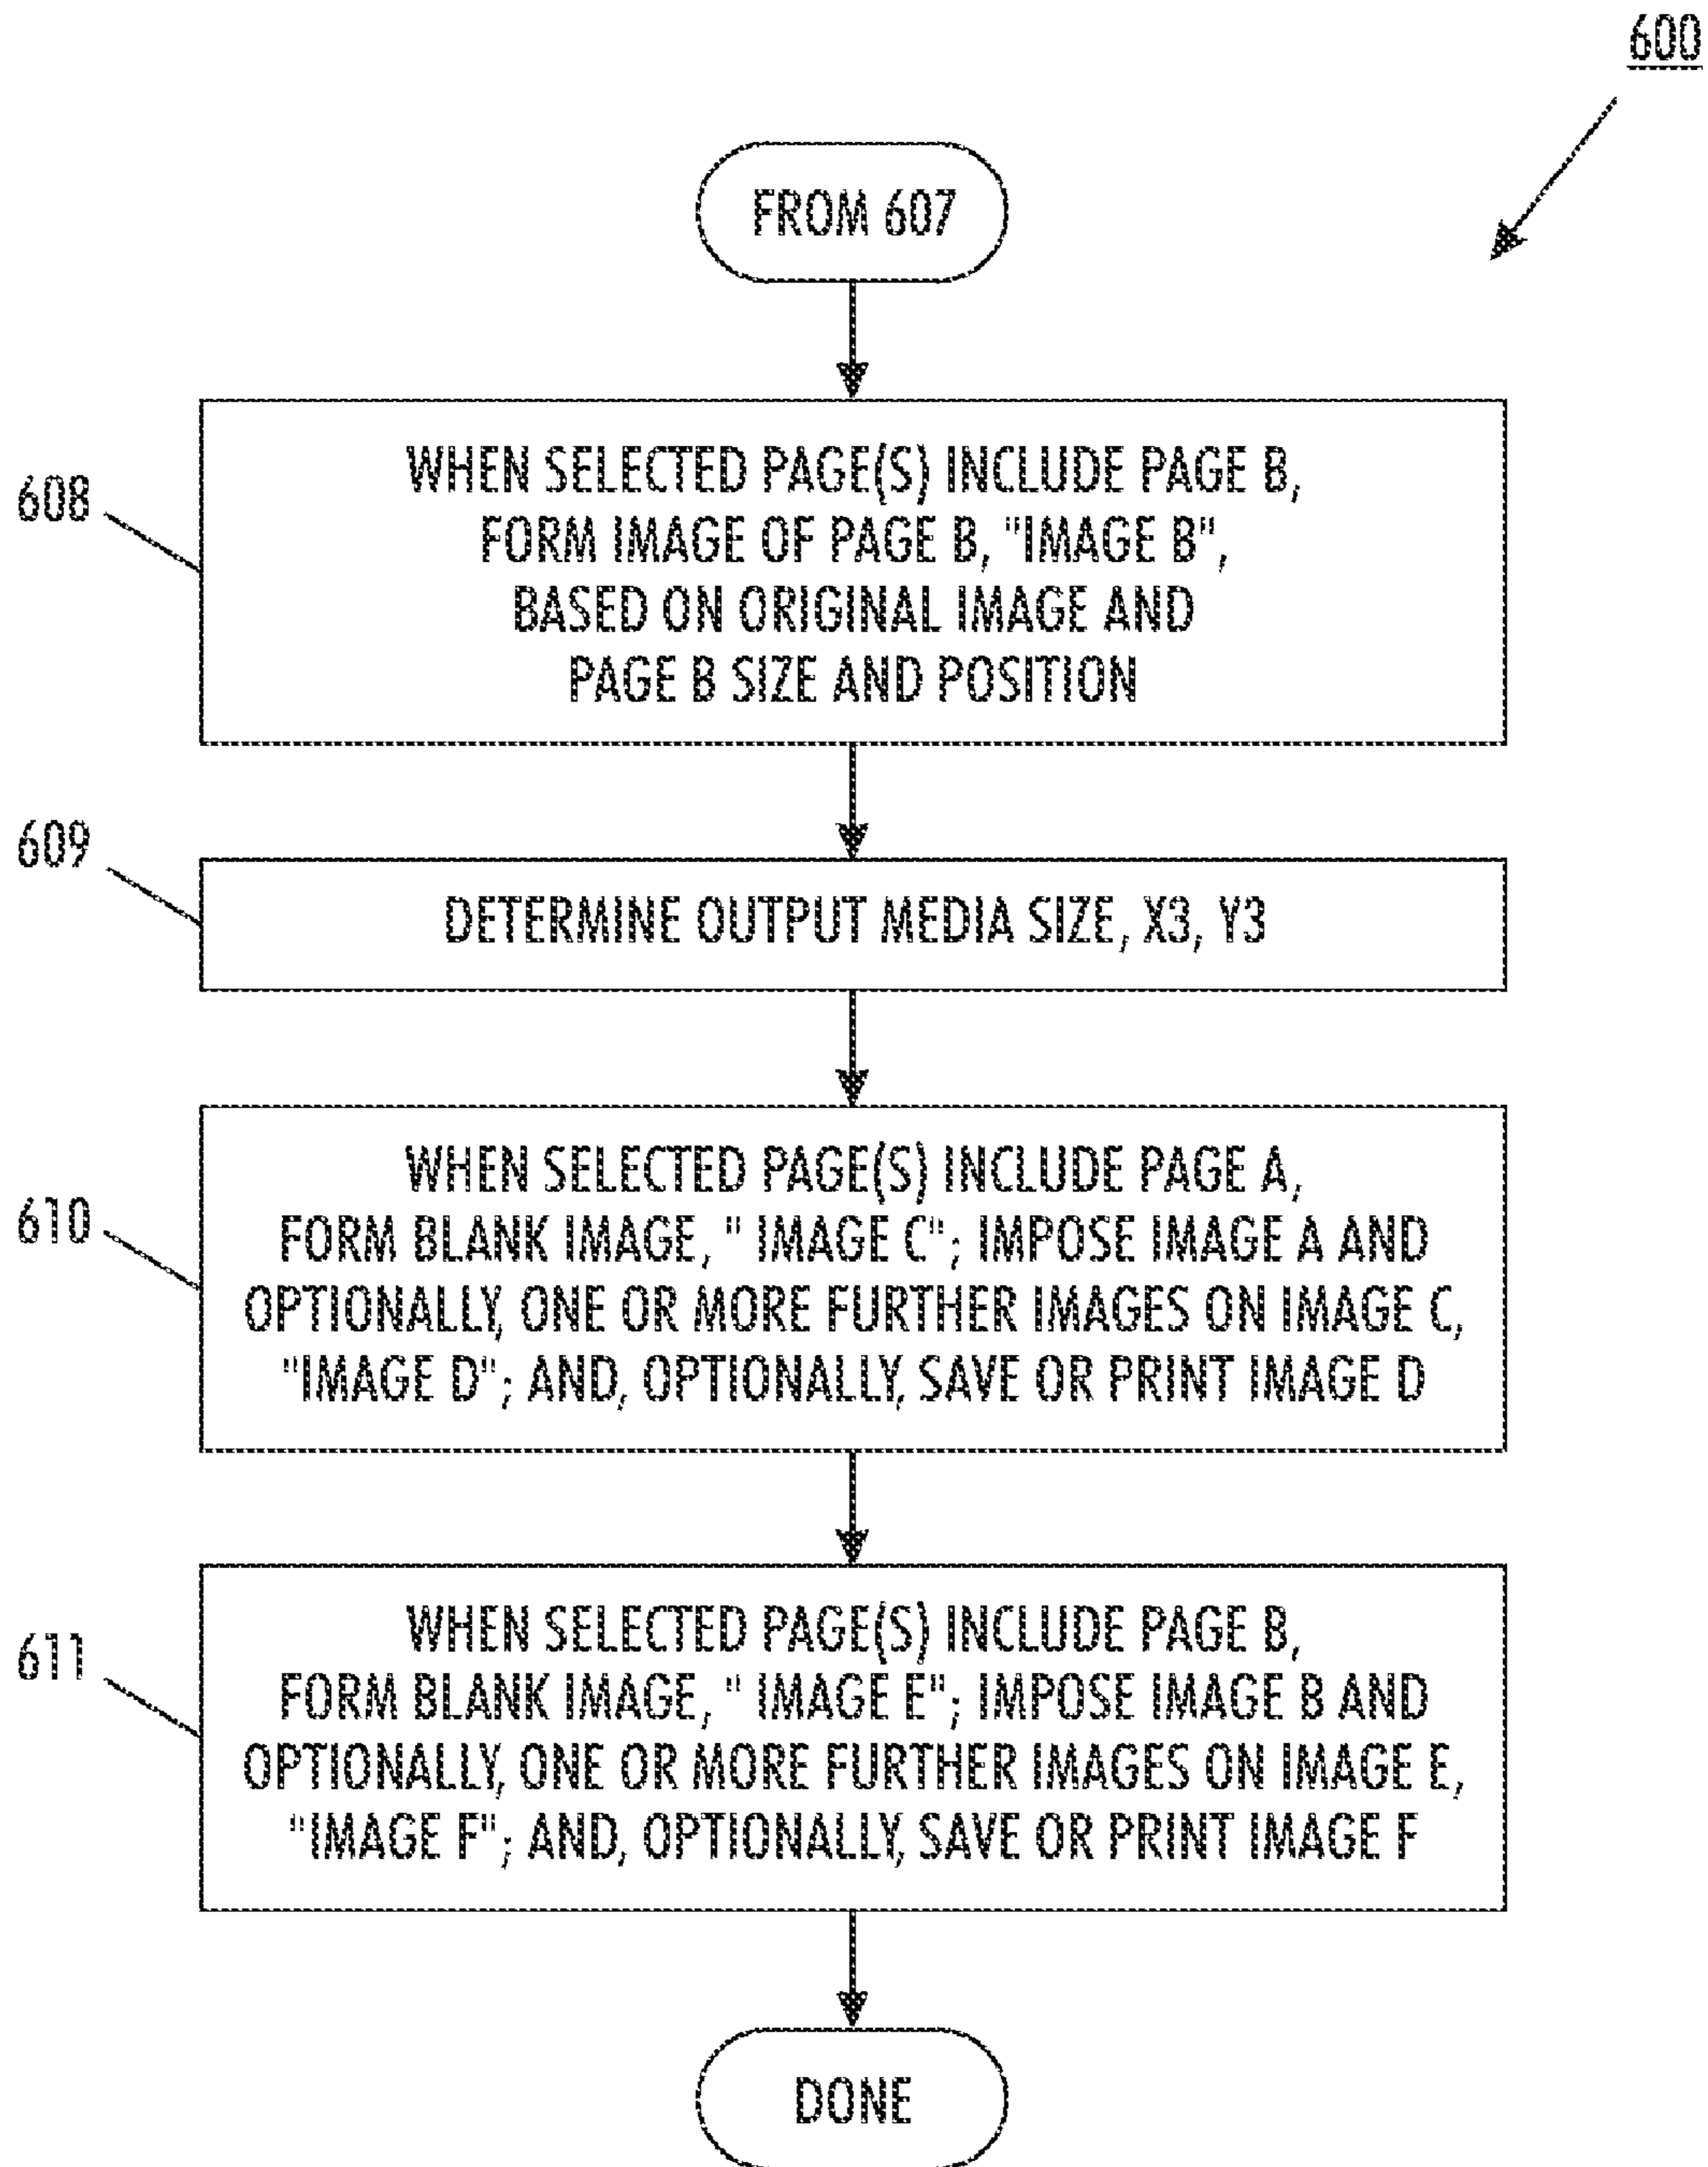 600
FROM 607
608
WHEN SELECTED PAGE(S) INCLUDE PAGE B,
FORM IMAGE OF PAGE B, "IMAGE B",
BASED ON ORIGINAL IMAGE AND
PAGE B SIZE AND POSITION
609
DETERMINE OUTPUT MEDIA SIZE, X3, Y3
610
WHEN SELECTED PAGE(S) INCLUDE PAGE A,
FORM BLANK IMAGE, " IMAGE C"; IMPOSE IMAGE A AND
OPTIONALLY, ONE OR MORE FURTHER IMAGES ON IMAGE C,
"IMAGE D"; AND, OPTIONALLY, SAVE OR PRINT IMAGE D
611
WHEN SELECTED PAGE(S) INCLUDE PAGE B,
FORM BLANK IMAGE, " IMAGE E"; IMPOSE IMAGE B AND
OPTIONALLY, ONE OR MORE FURTHER IMAGES ON IMAGE E,
"IMAGE F"; AND, OPTIONALLY, SAVE OR PRINT IMAGE F
DONE